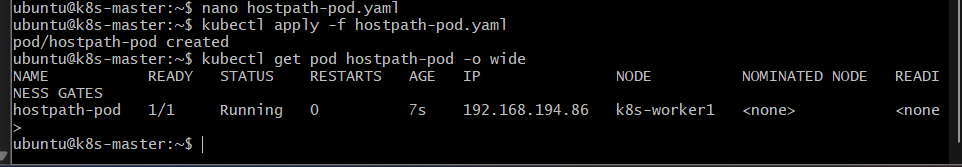 ubuntu@k8s-master:~$ nano hostpath-pod.yaml
ubuntu@k8s-master:~$ kubectl apply -f hostpath-pod.yaml
pod/hostpath-pod created
ubuntu@k8s-master:~$ kubectl get pod hostpath-pod -o wide
NAME           READY   STATUS    RESTARTS   AGE   IP               NODE          NOMINATED NODE   READI
NESS GATES
hostpath-pod   1/1     Running   0          7s    192.168.194.86   k8s-worker1   <none>           <none
>
ubuntu@k8s-master:~$